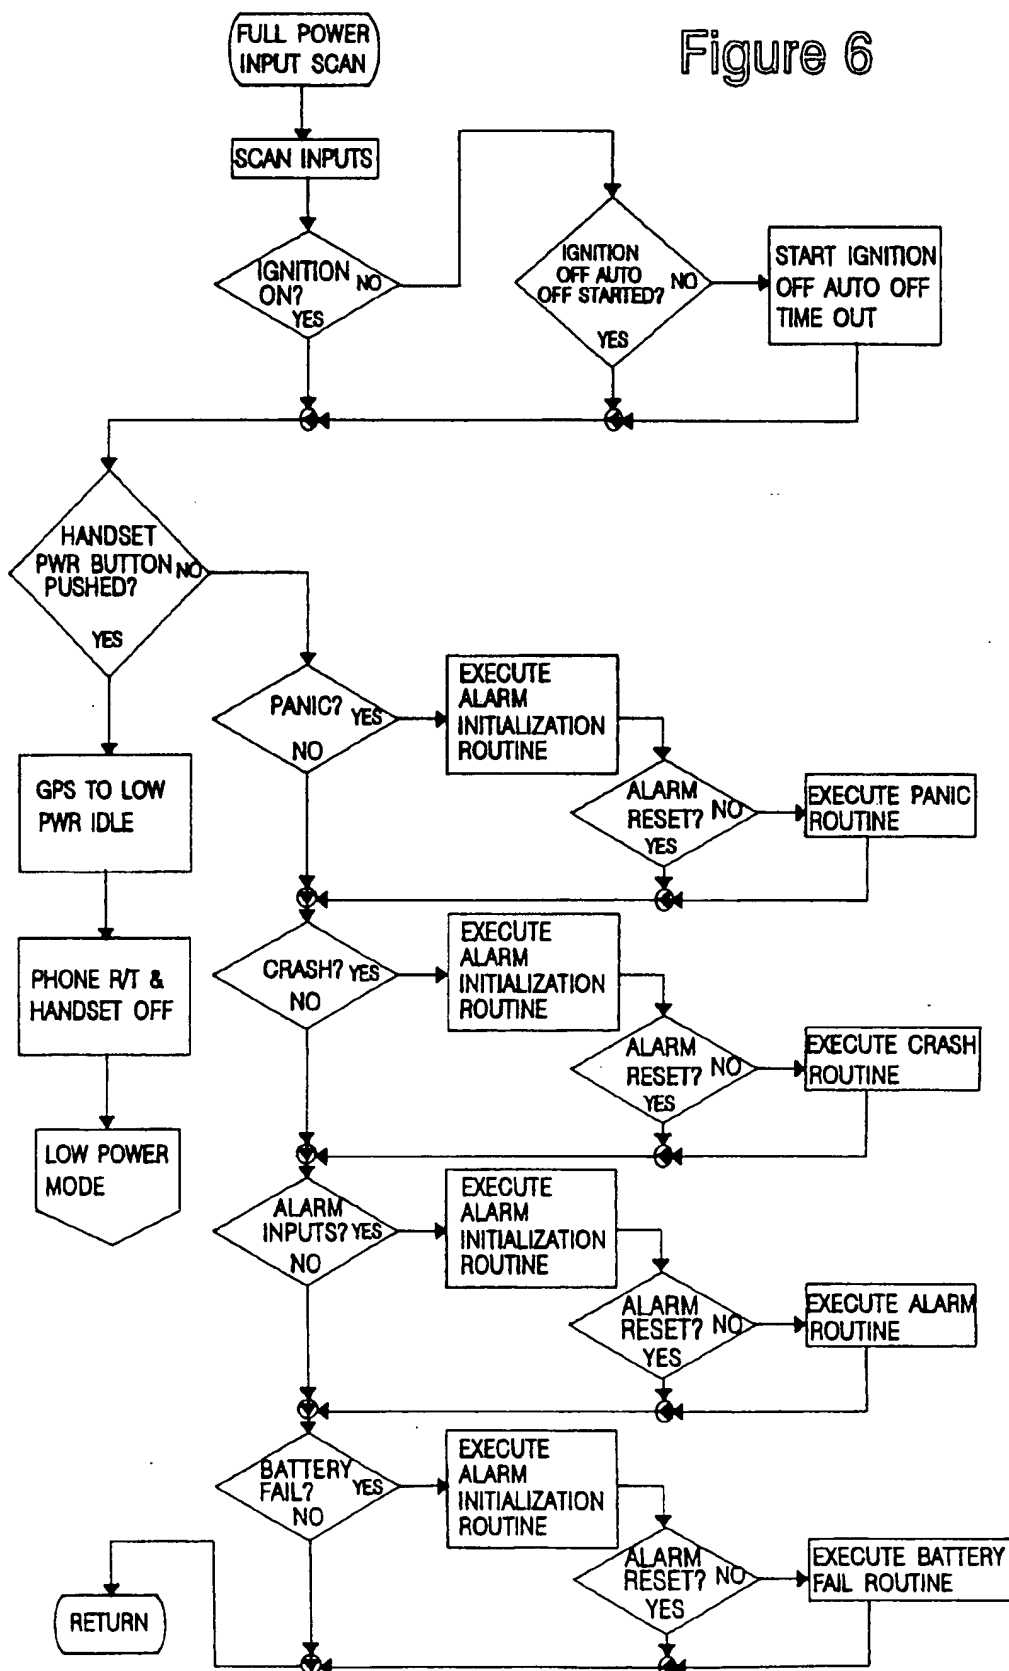 Figure 6
FULL POWER
INPUT SCAN
SCAN INPUTS
IGNITION
ON?
NO
YES
IGNITION
OFF AUTO
OFF STARTED?
NO
YES
START IGNITION
OFF AUTO OFF
TIME OUT
HANDSET
PWR BUTTON
PUSHED?
NO
YES
GPS TO LOW
PWR IDLE
PHONE R/T &
HANDSET OFF
LOW POWER
MODE
PANIC?
YES
NO
EXECUTE
ALARM
INITIALIZATION
ROUTINE
ALARM
RESET?
NO
YES
EXECUTE PANIC
ROUTINE
CRASH?
YES
NO
EXECUTE
ALARM
INITIALIZATION
ROUTINE
ALARM
RESET?
NO
YES
EXECUTE CRASH
ROUTINE
ALARM
INPUTS?
YES
NO
EXECUTE
ALARM
INITIALIZATION
ROUTINE
ALARM
RESET?
NO
YES
EXECUTE ALARM
ROUTINE
BATTERY
FAIL?
YES
NO
EXECUTE
ALARM
INITIALIZATION
ROUTINE
ALARM
RESET?
NO
YES
EXECUTE BATTERY
FAIL ROUTINE
RETURN